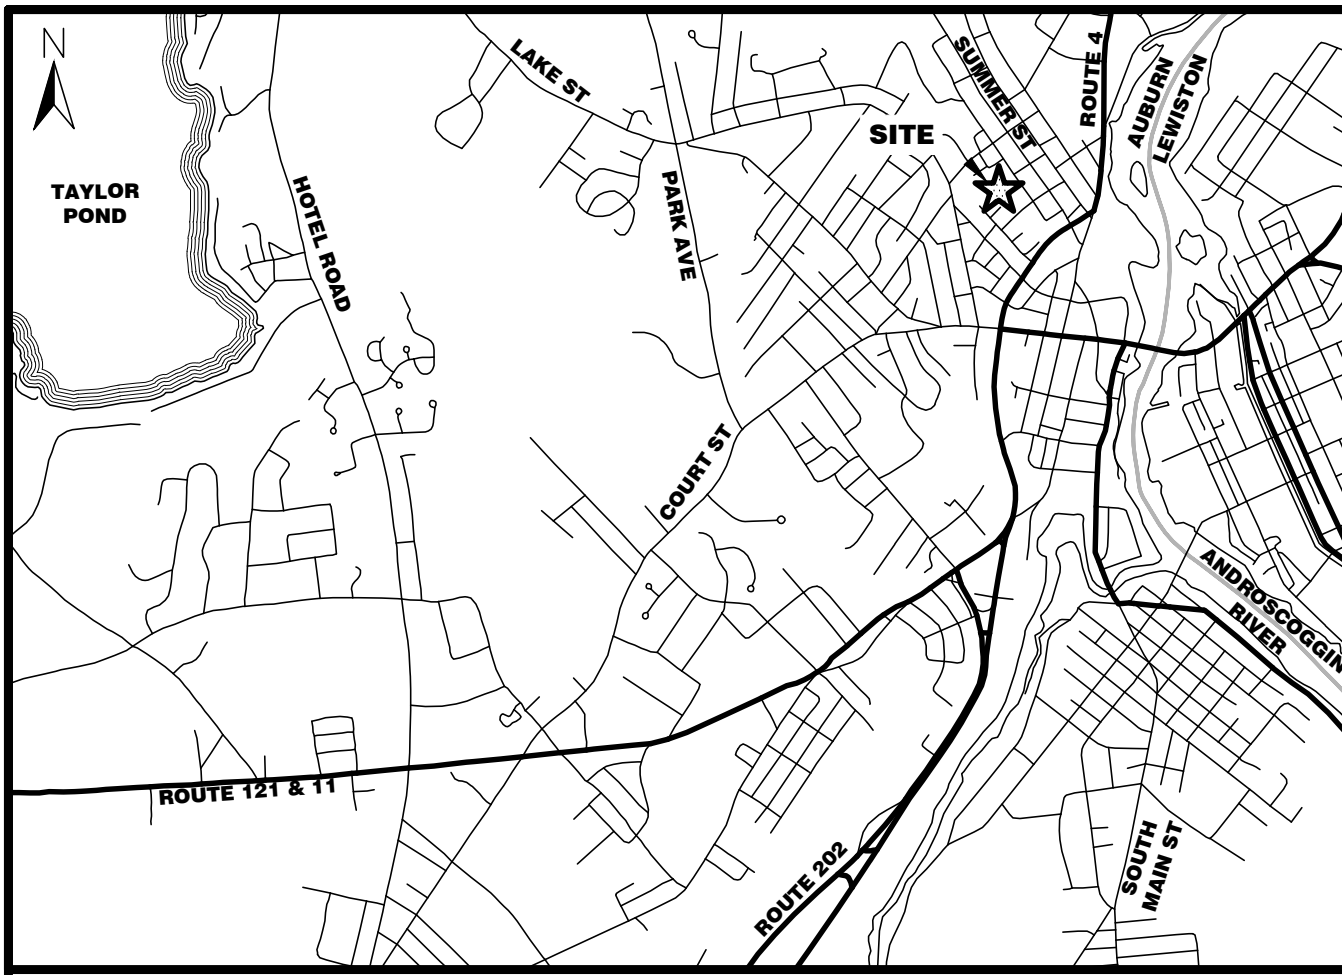 N
LAKE ST
SUMMER ST
ROUTE 4
AUBURN
LEWISTON
SITE
TAYLOR
POND
HOTEL ROAD
PARK AVE
COURT ST
ANDROSCOGGIN
RIVER
ROUTE 121 & 11
ROUTE 202
SOUTH
MAIN ST